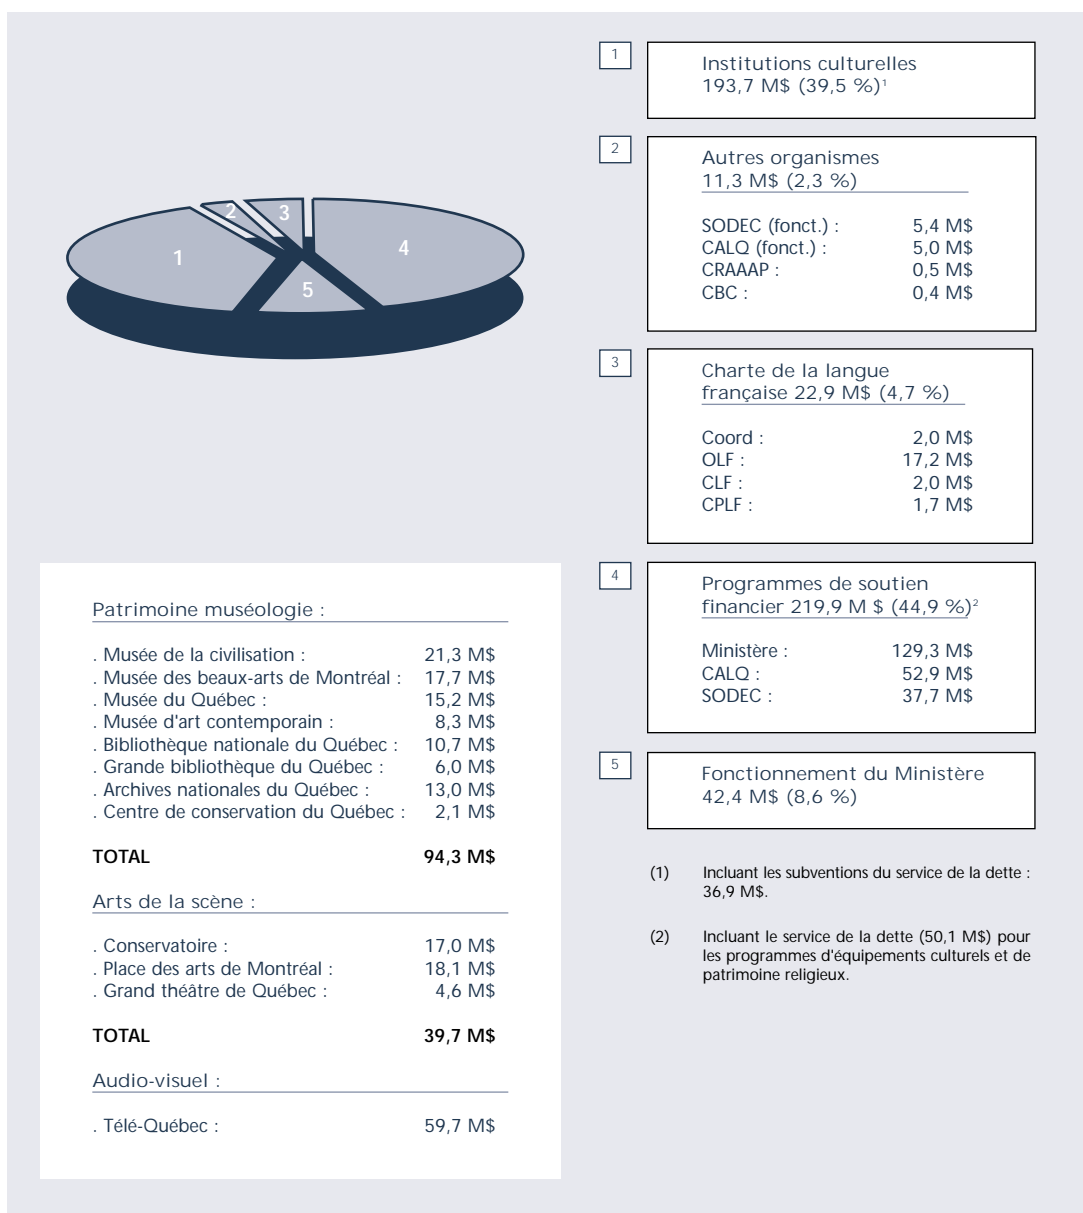 1
2
3
4
5
1
Institutions culturelles
193,7 M$ (39,5 %)¹
2
Autres organismes
11,3 M$ (2,3 %)
SODEC (fonct.) : 5,4 M$
CALQ (fonct.) : 5,0 M$
CRAAAP : 0,5 M$
CBC : 0,4 M$
3
Charte de la langue
française 22,9 M$ (4,7 %)
Coord : 2,0 M$
OLF : 17,2 M$
CLF : 2,0 M$
CPLF : 1,7 M$
4
Programmes de soutien
financier 219,9 M $ (44,9 %)²
Ministère : 129,3 M$
CALQ : 52,9 M$
SODEC : 37,7 M$
5
Fonctionnement du Ministère
42,4 M$ (8,6 %)
(1) Incluant les subventions du service de la dette :
36,9 M$.
(2) Incluant le service de la dette (50,1 M$) pour
les programmes d'équipements culturels et de
patrimoine religieux.
Patrimoine muséologie :
. Musée de la civilisation : 21,3 M$
. Musée des beaux-arts de Montréal : 17,7 M$
. Musée du Québec : 15,2 M$
. Musée d'art contemporain : 8,3 M$
. Bibliothèque nationale du Québec : 10,7 M$
. Grande bibliothèque du Québec : 6,0 M$
. Archives nationales du Québec : 13,0 M$
. Centre de conservation du Québec : 2,1 M$
TOTAL 94,3 M$
Arts de la scène :
. Conservatoire : 17,0 M$
. Place des arts de Montréal : 18,1 M$
. Grand théâtre de Québec : 4,6 M$
TOTAL 39,7 M$
Audio-visuel :
. Télé-Québec : 59,7 M$